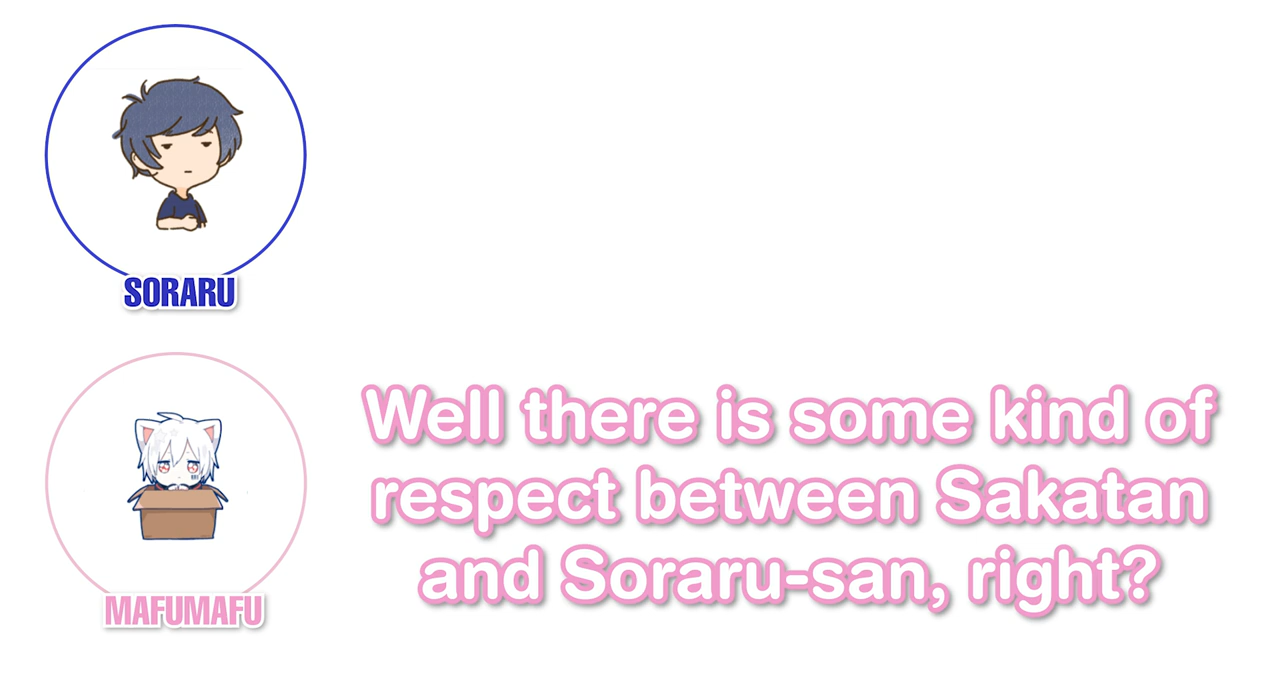 SORARU
MAFUMAFU
Well there is some kind of
respect between Sakatan
and Soraru-san, right?